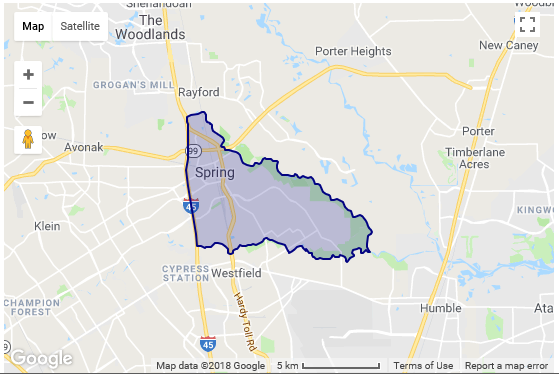 Shenandoah
Map
Satellite
The
Woodlands
Porter Heights
New Caney
GROGAN'S MILL
Rayford
Porter
Avonak
99
Timberlane
Acres
Spring
45
KINGW
Klein
CYPRESS
STATION
Westfield
CHAMPION
FOREST
Hardy Toll Rd
Humble
Ata
45
Google
Map data ©2018 Google
5 km
Terms of Use
Report a map error